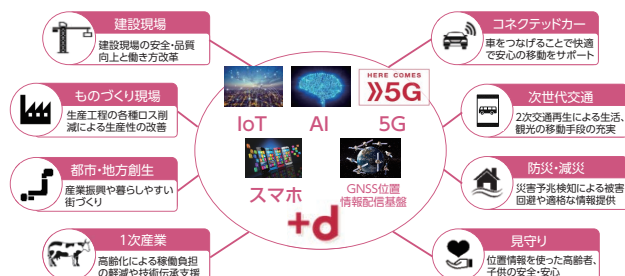 建設現場
建設現場の安全・品質
向上と働き方改革
ものづくり現場
生産工程の各種ロス削
減による生産性の改善
都市・地方創生
産業振興や暮らしやすい
街づくり
1次産業
高齢化による稼働負担
の軽減や技術伝承支援
HERE COMES
5G
IoT
AI
5G
スマホ
GNSS位置
情報配信基盤
+d
コネクテッドカー
車をつなげることで快適
で安心の移動をサポート
次世代交通
2次交通再生による生活、
観光の移動手段の充実
防災・減災
災害予兆検知による被害
回避や適格な情報提供
見守り
位置情報を使った高齢者、
子供の安全・安心